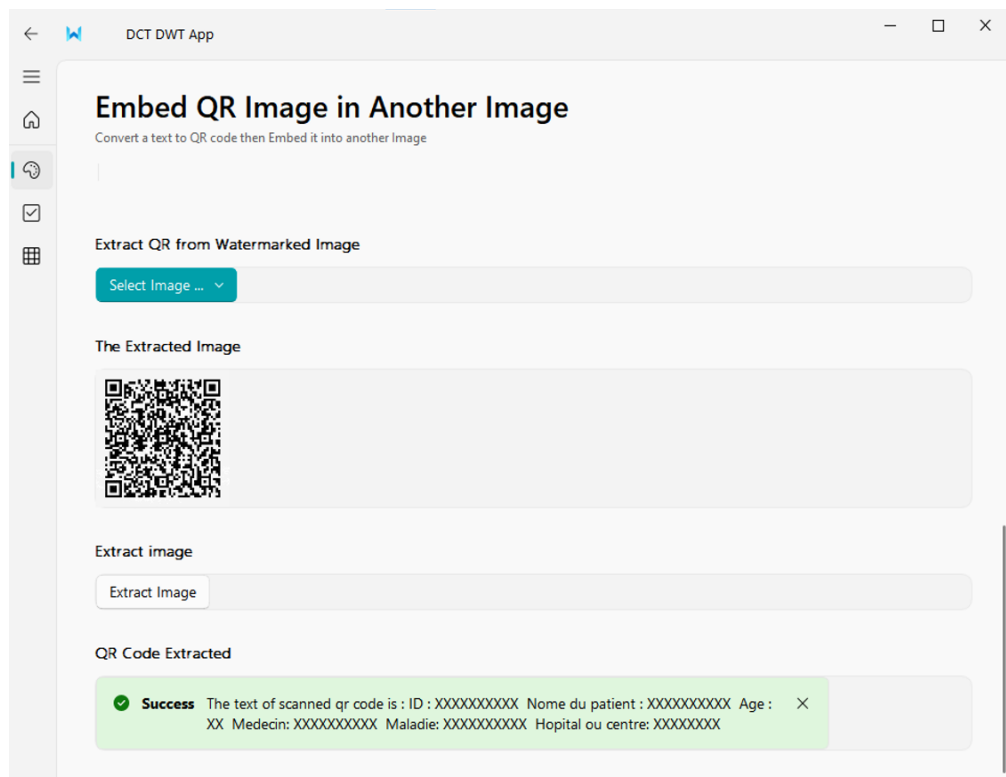 DCT DWT App
Embed QR Image in Another Image
Convert a text to QR code then Embed it into another Image
Extract QR from Watermarked Image
Select Image ...
The Extracted Image
Extract image
Extract Image
QR Code Extracted
Success The text of scanned qr code is : ID : XXXXXXXXXX Nome du patient : XXXXXXXXXX Age :
XX Medecin: XXXXXXXXXX Maladie: XXXXXXXXXX Hopital ou centre: XXXXXXXX